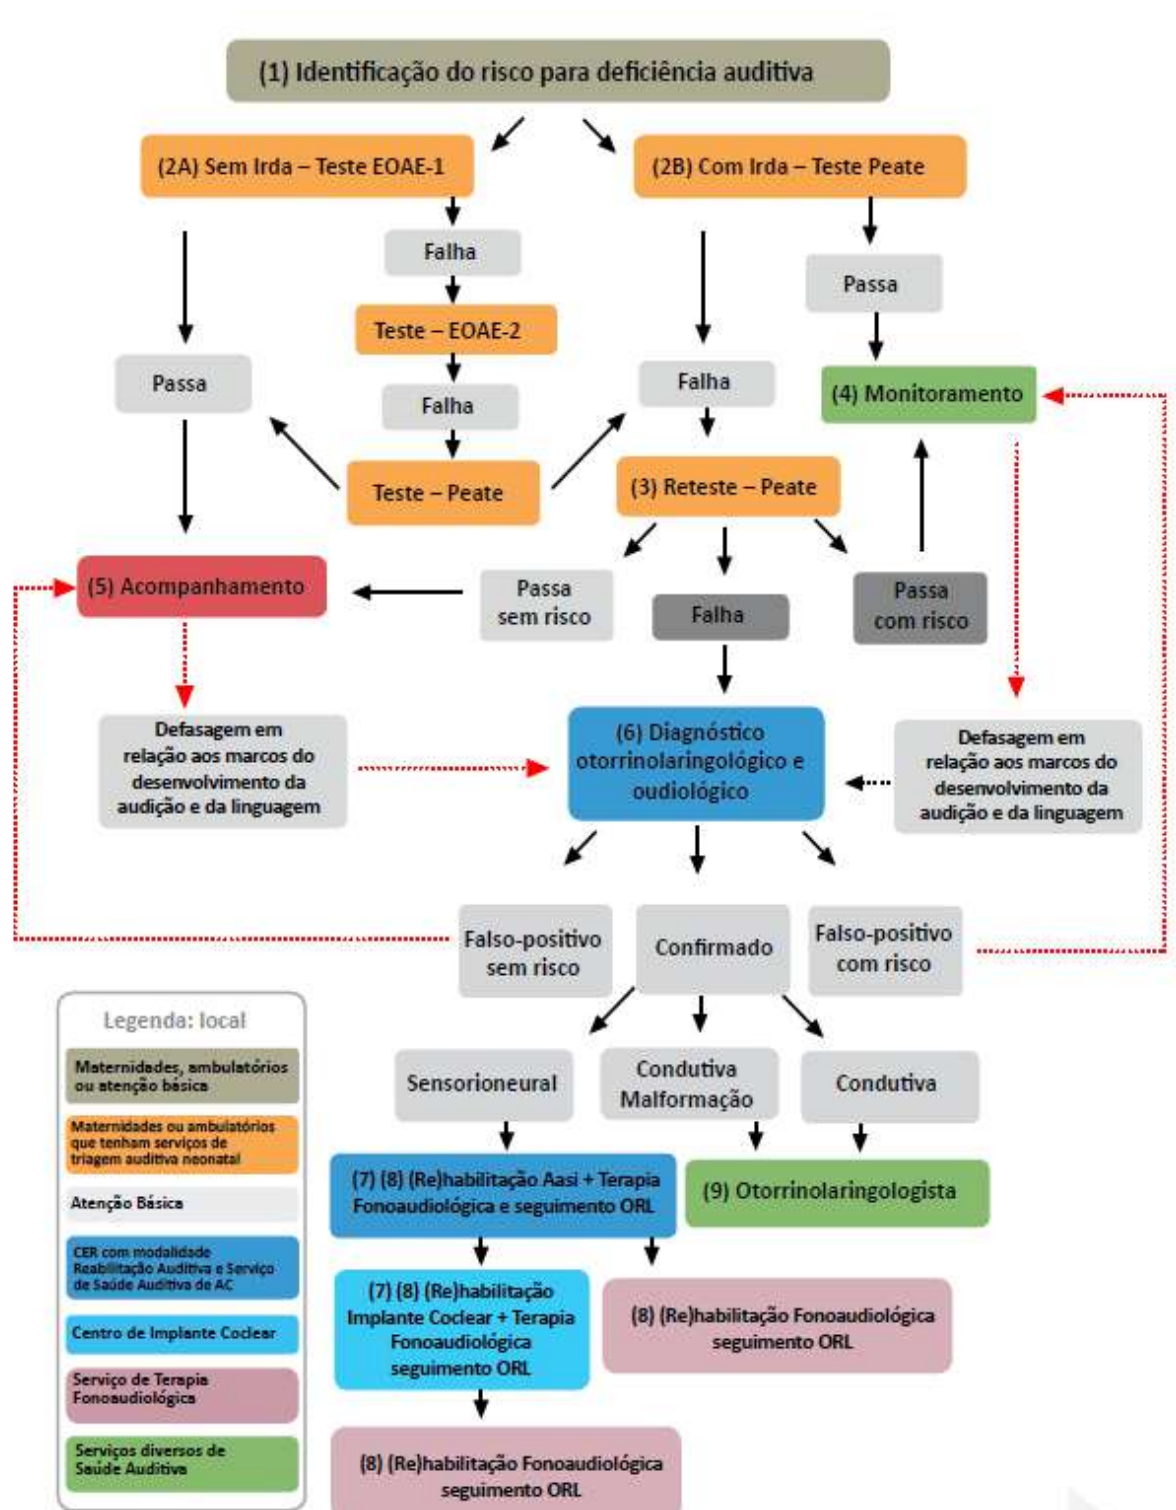 (1) Identificação do risco para deficiência auditiva
(2A) Sem Irda – Teste EOAE-1
(2B) Com Irda – Teste Peate
Falha
Passa
Teste – EOAE-2
Passa
Falha
Falha
(4) Monitoramento
Teste – Peate
(3) Reteste – Peate
(5) Acompanhamento
Passa
sem risco
Falha
Passa
com risco
Defasagem em
relação aos marcos do
desenvolvimento da
audição e da linguagem
(6) Diagnóstico
otorrinolaringológico e
oudiológico
Defasagem em
relação aos marcos do
desenvolvimento da
audição e da linguagem
Falso-positivo
sem risco
Confirmado
Falso-positivo
com risco
Sensorioneural
Condutiva
Malformação
Condutiva
(7) (8) (Re)habilitação Aasi + Terapia
Fonoaudiológica e seguimento ORL
(9) Otorrinolaringologista
(7) (8) (Re)habilitação
Implante Coclear + Terapia
Fonoaudiológica
seguimento ORL
(8) (Re)habilitação Fonoaudiológica
seguimento ORL
(8) (Re)habilitação Fonoaudiológica
seguimento ORL
Legenda: local
Maternidades, ambulatórios
ou atenção básica
Maternidades ou ambulatórios
que tenham serviços de
triagem auditiva neonatal
Atenção Básica
CER com modalidade
Reabilitação Auditiva e Serviço
de Saúde Auditiva de AC
Centro de Implante Coclear
Serviço de Terapia
Fonoaudiológica
Serviços diversos de
Saúde Auditiva